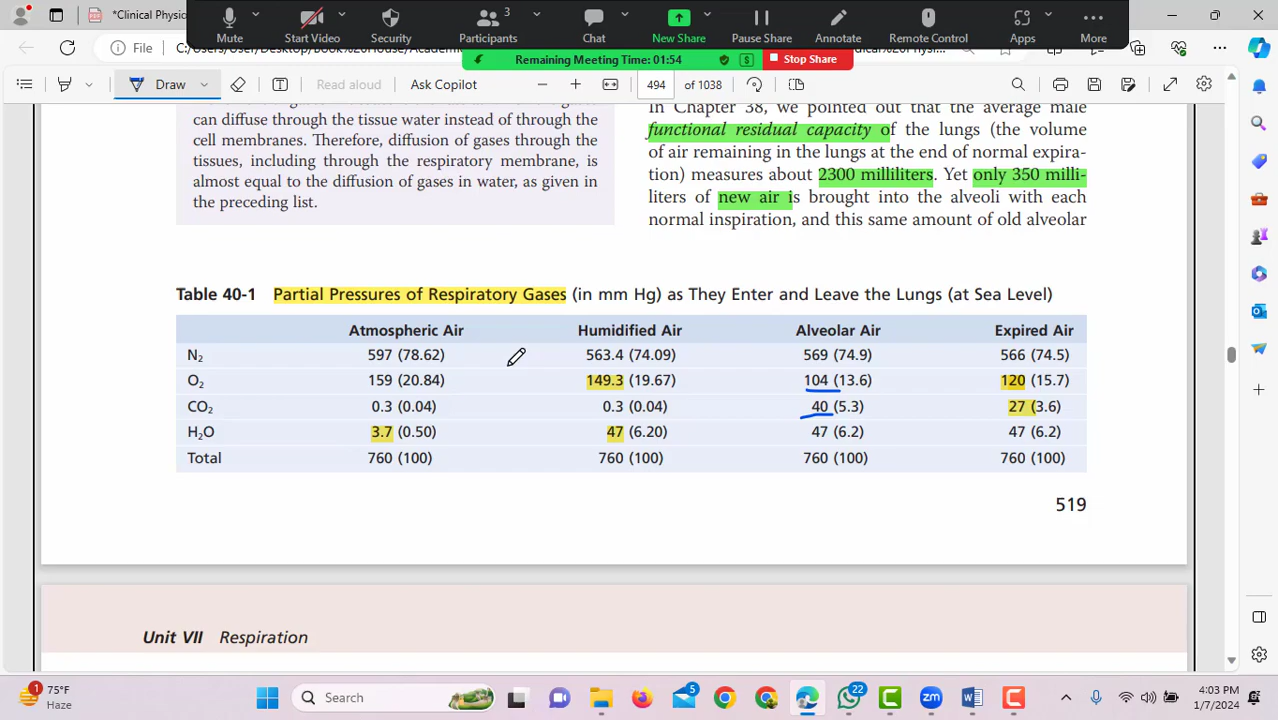 *Clinical Physi
3
Mute
Start Video
Security
Participants
Chat
New Share
Pause Share
Annotate
Remote Control
Apps
More
File
Remaining Meeting Time: 01:54
$
Stop Share
Draw
Read aloud
Ask Copilot
494 of 1038
can diffuse through the tissue water instead of through the
cell membranes. Therefore, diffusion of gases through the
tissues, including through the respiratory membrane, is
almost equal to the diffusion of gases in water, as given in
the preceding list.
In Chapter 38, we pointed out that the average male
functional residual capacity of the lungs (the volume
of air remaining in the lungs at the end of normal expira-
tion) measures about 2300 milliliters. Yet only 350 milli-
liters of new air is brought into the alveoli with each
normal inspiration, and this same amount of old alveolar
Table 40-1 Partial Pressures of Respiratory Gases (in mm Hg) as They Enter and Leave the Lungs (at Sea Level)
Atmospheric Air Humidified Air Alveolar Air Expired Air
N₂ 597 (78.62) 563.4 (74.09) 569 (74.9) 566 (74.5)
O₂ 159 (20.84) 149.3 (19.67) 104 (13.6) 120 (15.7)
CO₂ 0.3 (0.04) 0.3 (0.04) 40 (5.3) 27 (3.6)
H₂O 3.7 (0.50) 47 (6.20) 47 (6.2) 47 (6.2)
Total 760 (100) 760 (100) 760 (100) 760 (100)
519
Unit VII Respiration
1
75°F
Haze
Search
5
22
zm
4:03 PM
1/7/2024